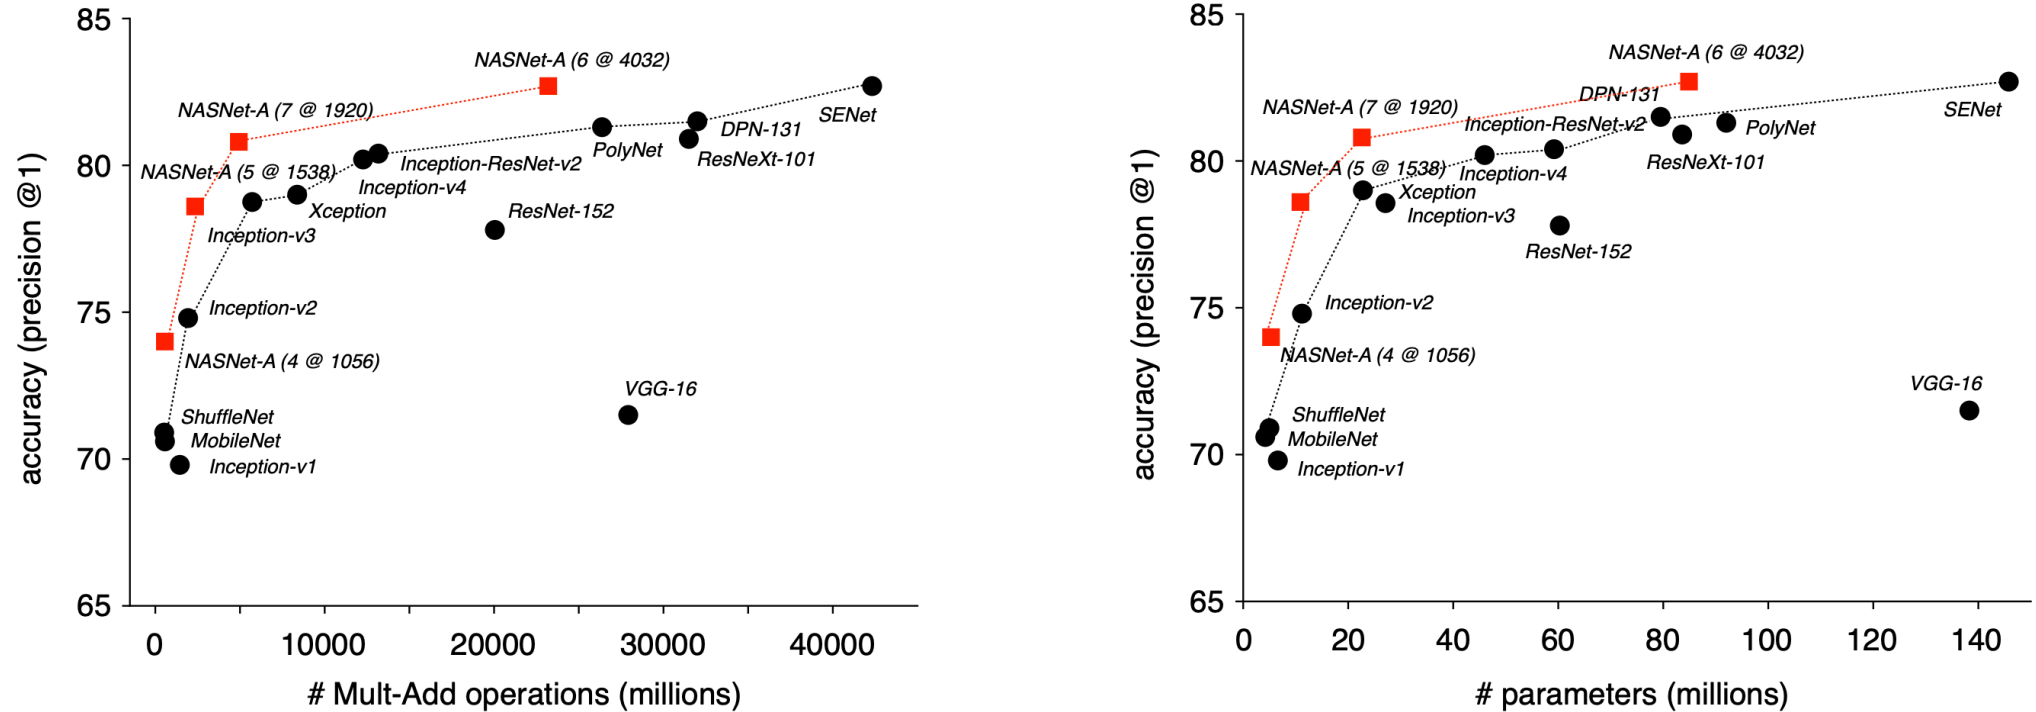 85
80
75
70
65
accuracy (precision @1)
NASNet-A (6 @ 4032)
NASNet-A (7 @ 1920)
SENet
DPN-131
PolyNet
ResNeXt-101
Inception-ResNet-v2
NASNet-A (5 @ 1538)
Inception-v4
Xception
ResNet-152
Inception-v3
Inception-v2
NASNet-A (4 @ 1056)
VGG-16
ShuffleNet
MobileNet
Inception-v1
0
10000
20000
30000
40000
# Mult-Add operations (millions)
85
80
75
70
65
accuracy (precision @1)
NASNet-A (6 @ 4032)
DPN-131
NASNet-A (7 @ 1920)
SENet
Inception-ResNet-v2
PolyNet
ResNeXt-101
NASNet-A (5 @ 1538)
Inception-v4
Xception
Inception-v3
ResNet-152
Inception-v2
NASNet-A (4 @ 1056)
VGG-16
ShuffleNet
MobileNet
Inception-v1
0
20
40
60
80
100
120
140
# parameters (millions)